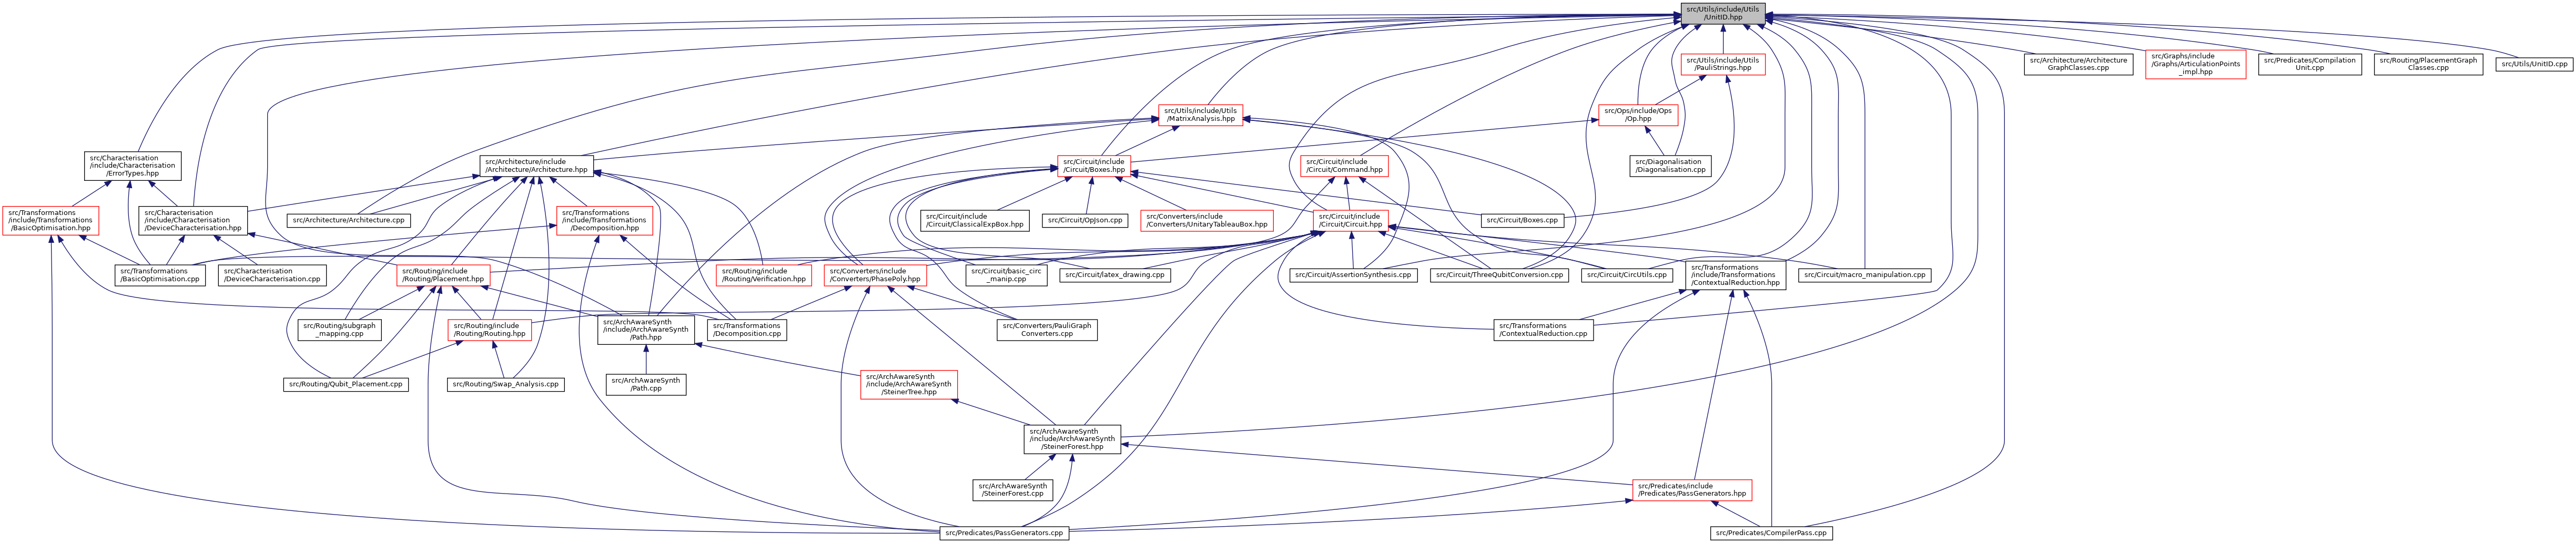 src/Utils/include/Utils
/UnitID.hpp
src/Utils/include/Utils
/PauliStrings.hpp
src/Architecture/Architecture
GraphClasses.cpp
src/Graphs/include
/Graphs/ArticulationPoints
_impl.hpp
src/Predicates/Compilation
Unit.cpp
src/Routing/PlacementGraph
Classes.cpp
src/Utils/UnitID.cpp
src/Utils/include/Utils
/MatrixAnalysis.hpp
src/Ops/include/Ops
/Op.hpp
src/Characterisation
/include/Characterisation
/ErrorTypes.hpp
src/Architecture/include
/Architecture/Architecture.hpp
src/Circuit/include
/Circuit/Boxes.hpp
src/Circuit/include
/Circuit/Command.hpp
src/Diagonalisation
/Diagonalisation.cpp
src/Transformations
/include/Transformations
/BasicOptimisation.hpp
src/Characterisation
/include/Characterisation
/DeviceCharacterisation.hpp
src/Architecture/Architecture.cpp
src/Transformations
/include/Transformations
/Decomposition.hpp
src/Circuit/include
/Circuit/ClassicalExpBox.hpp
src/Circuit/OpJson.cpp
src/Converters/include
/Converters/UnitaryTableauBox.hpp
src/Circuit/include
/Circuit/Circuit.hpp
src/Circuit/Boxes.cpp
src/Transformations
/BasicOptimisation.cpp
src/Characterisation
/DeviceCharacterisation.cpp
src/Routing/include
/Routing/Placement.hpp
src/Routing/include
/Routing/Verification.hpp
src/Converters/include
/Converters/PhasePoly.hpp
src/Circuit/basic_circ
_manip.cpp
src/Circuit/latex_drawing.cpp
src/Circuit/AssertionSynthesis.cpp
src/Circuit/ThreeQubitConversion.cpp
src/Circuit/CircUtils.cpp
src/Transformations
/include/Transformations
/ContextualReduction.hpp
src/Circuit/macro_manipulation.cpp
src/Routing/subgraph
_mapping.cpp
src/Routing/include
/Routing/Routing.hpp
src/ArchAwareSynth
/include/ArchAwareSynth
/Path.hpp
src/Transformations
/Decomposition.cpp
src/Converters/PauliGraph
Converters.cpp
src/Transformations
/ContextualReduction.cpp
src/Routing/Qubit_Placement.cpp
src/Routing/Swap_Analysis.cpp
src/ArchAwareSynth
/Path.cpp
src/ArchAwareSynth
/include/ArchAwareSynth
/SteinerTree.hpp
src/ArchAwareSynth
/include/ArchAwareSynth
/SteinerForest.hpp
src/ArchAwareSynth
/SteinerForest.cpp
src/Predicates/include
/Predicates/PassGenerators.hpp
src/Predicates/PassGenerators.cpp
src/Predicates/CompilerPass.cpp